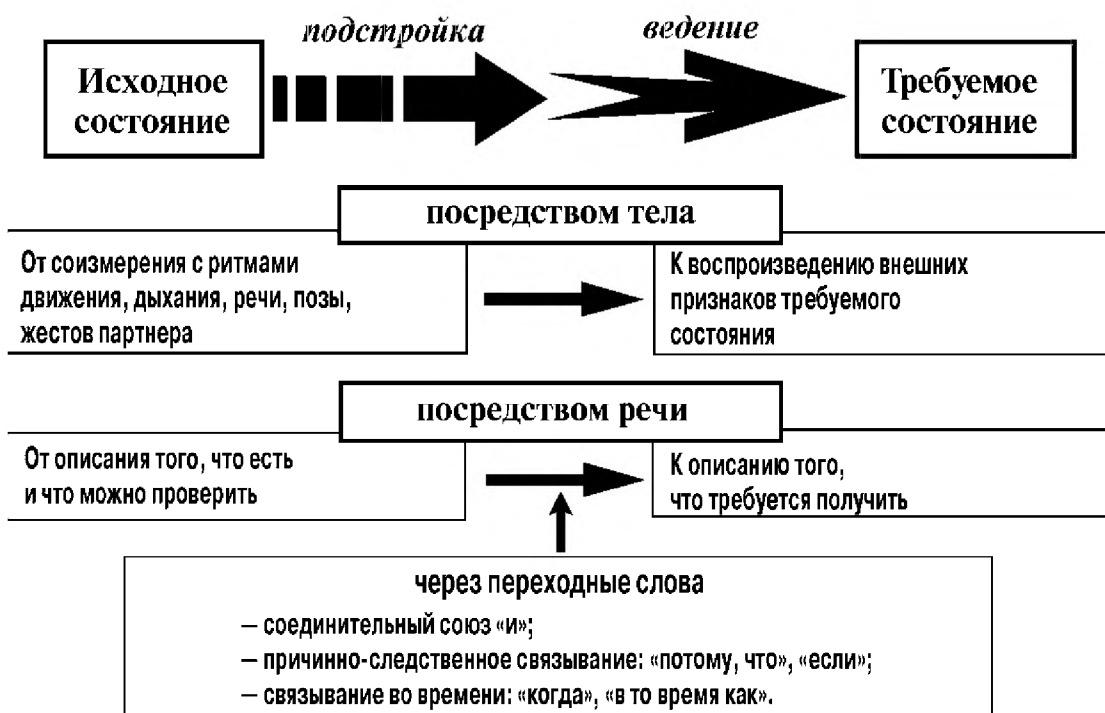 подстройка
ведение
Исходное
состояние
Требуемое
состояние
посредством тела
От соизмерения с ритмами
движения, дыхания, речи, позы,
жестов партнера
К воспроизведению внешних
признаков требуемого
состояния
посредством речи
От описания того, что есть
и что можно проверить
К описанию того,
что требуется получить
через переходные слова
– соединительный союз «и»;
– причинно-следственное связывание: «потому, что», «если»;
– связывание во времени: «когда», «в то время как».